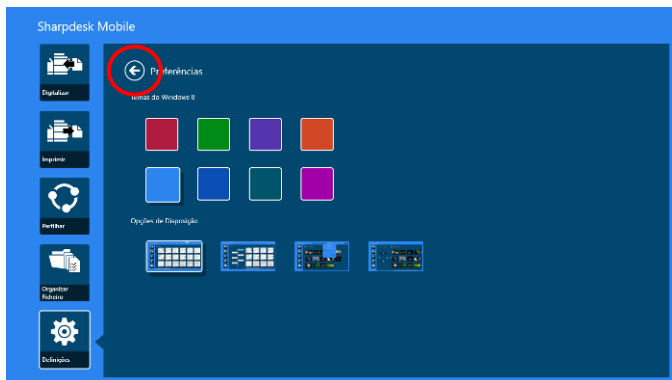 Sharpdesk Mobile
Digitalizar
Imprimir
Partilhar
Organizar
Ficheiro
Definições
Preferências
Temas do Windows 8
Opções de Disposição